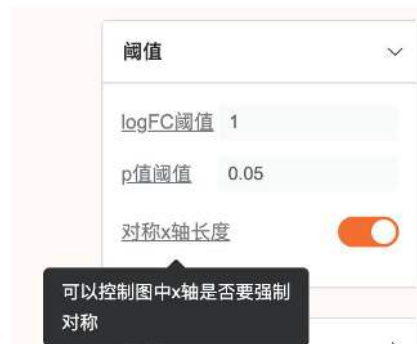 阈值
logFC阈值 1
p值阈值 0.05
对称x轴长度
可以控制图中x轴是否要强制
对称